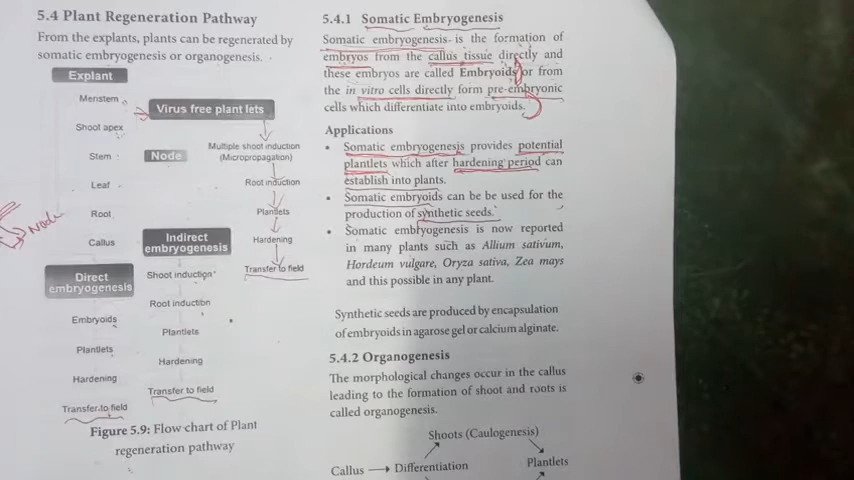 5.4 Plant Regeneration Pathway
From the explants, plants can be regenerated by
somatic embryogenesis or organogenesis.
Explant
Meristem
Shoot apex
Stem
Leaf
Root
Callus
Node
Direct
embryogenesis
Embryoids
Plantlets
Hardening
Transfer to field
Node
Indirect
embryogenesis
Shoot induction
Root induction
Plantlets
Hardening
Transfer to field
Virus free plant lets
Multiple shoot induction
(Micropropagation)
Root induction
Plantlets
Hardening
Transfer to field
Figure 5.9: Flow chart of Plant
regeneration pathway
5.4.1 Somatic Embryogenesis
Somatic embryogenesis is the formation of
embryos from the callus tissue directly and
these embryos are called Embryoids or from
the in vitro cells directly form pre-embryonic
cells which differentiate into embryoids.
Applications
• Somatic embryogenesis provides potential
plantlets which after hardening period can
establish into plants.
• Somatic embryoids can be used for the
production of synthetic seeds.
• Somatic embryogenesis is now reported
in many plants such as Allium sativum,
Hordeum vulgare, Oryza sativa, Zea mays
and this possible in any plant.
Synthetic seeds are produced by encapsulation
of embryoids in agarose gel or calcium alginate.
5.4.2 Organogenesis
The morphological changes occur in the callus
leading to the formation of shoot and roots is
called organogenesis.
Shoots (Caulogenesis)
Callus → Differentiation Plantlets